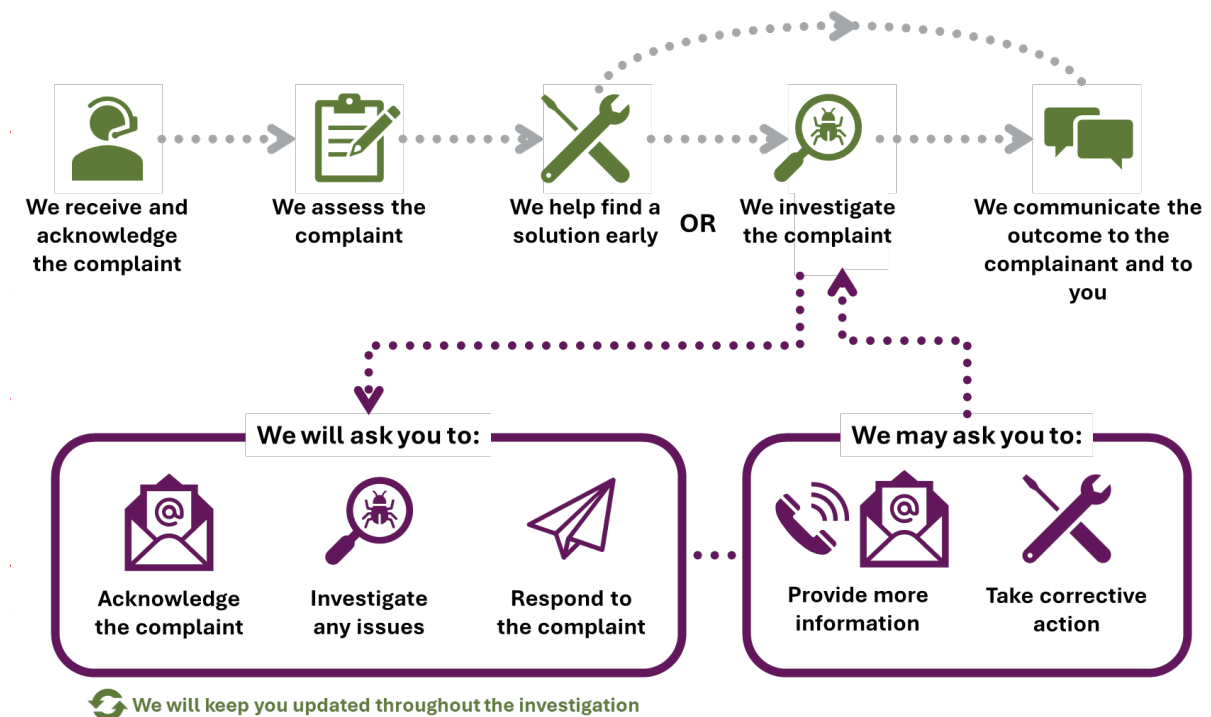 We receive and
acknowledge
the complaint
We assess the
complaint
We help find a
solution early
OR
We investigate
the complaint
We communicate the
outcome to the
complainant and to
you
We will ask you to:
@
Acknowledge
the complaint
Investigate
any issues
Respond to
the complaint
We may ask you to:
@
Provide more
information
Take corrective
action
We will keep you updated throughout the investigation